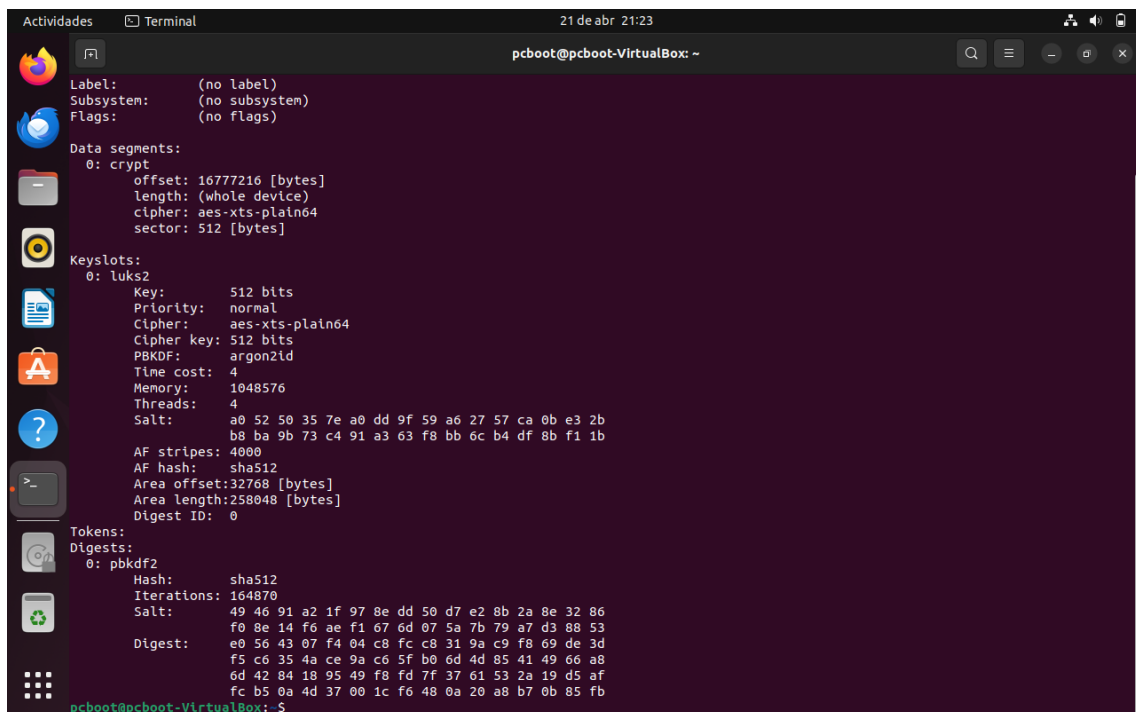 Actividades Terminal 21 de abr 21:23
pcboot@pcboot-VirtualBox: ~
Label: (no label)
Subsystem: (no subsystem)
Flags: (no flags)
Data segments:
0: crypt
offset: 16777216 [bytes]
length: (whole device)
cipher: aes-xts-plain64
sector: 512 [bytes]
Keyslots:
0: luks2
Key: 512 bits
Priority: normal
Cipher: aes-xts-plain64
Cipher key: 512 bits
PBKDF: argon2id
Time cost: 4
Memory: 1048576
Threads: 4
Salt: a0 52 50 35 7e a0 dd 9f 59 a6 27 57 ca 0b e3 2b
b8 ba 9b 73 c4 91 a3 63 f8 bb 6c b4 df 8b f1 1b
AF stripes: 4000
AF hash: sha512
Area offset:32768 [bytes]
Area length:258048 [bytes]
Digest ID: 0
Tokens:
Digests:
0: pbkdf2
Hash: sha512
Iterations: 164870
Salt: 49 46 91 a2 1f 97 8e dd 50 d7 e2 8b 2a 8e 32 86
f0 8e 14 f6 ae f1 67 6d 07 5a 7b 79 a7 d3 88 53
Digest: e0 56 43 07 f4 04 c8 fc c8 31 9a c9 f8 69 de 3d
f5 c6 35 4a ce 9a c6 5f b0 6d 4d 85 41 49 66 a8
6d 42 84 18 95 49 f8 fd 7f 37 61 53 2a 19 d5 af
fc b5 0a 4d 37 00 1c f6 48 0a 20 a8 b7 0b 85 fb
pcboot@pcboot-VirtualBox:~$